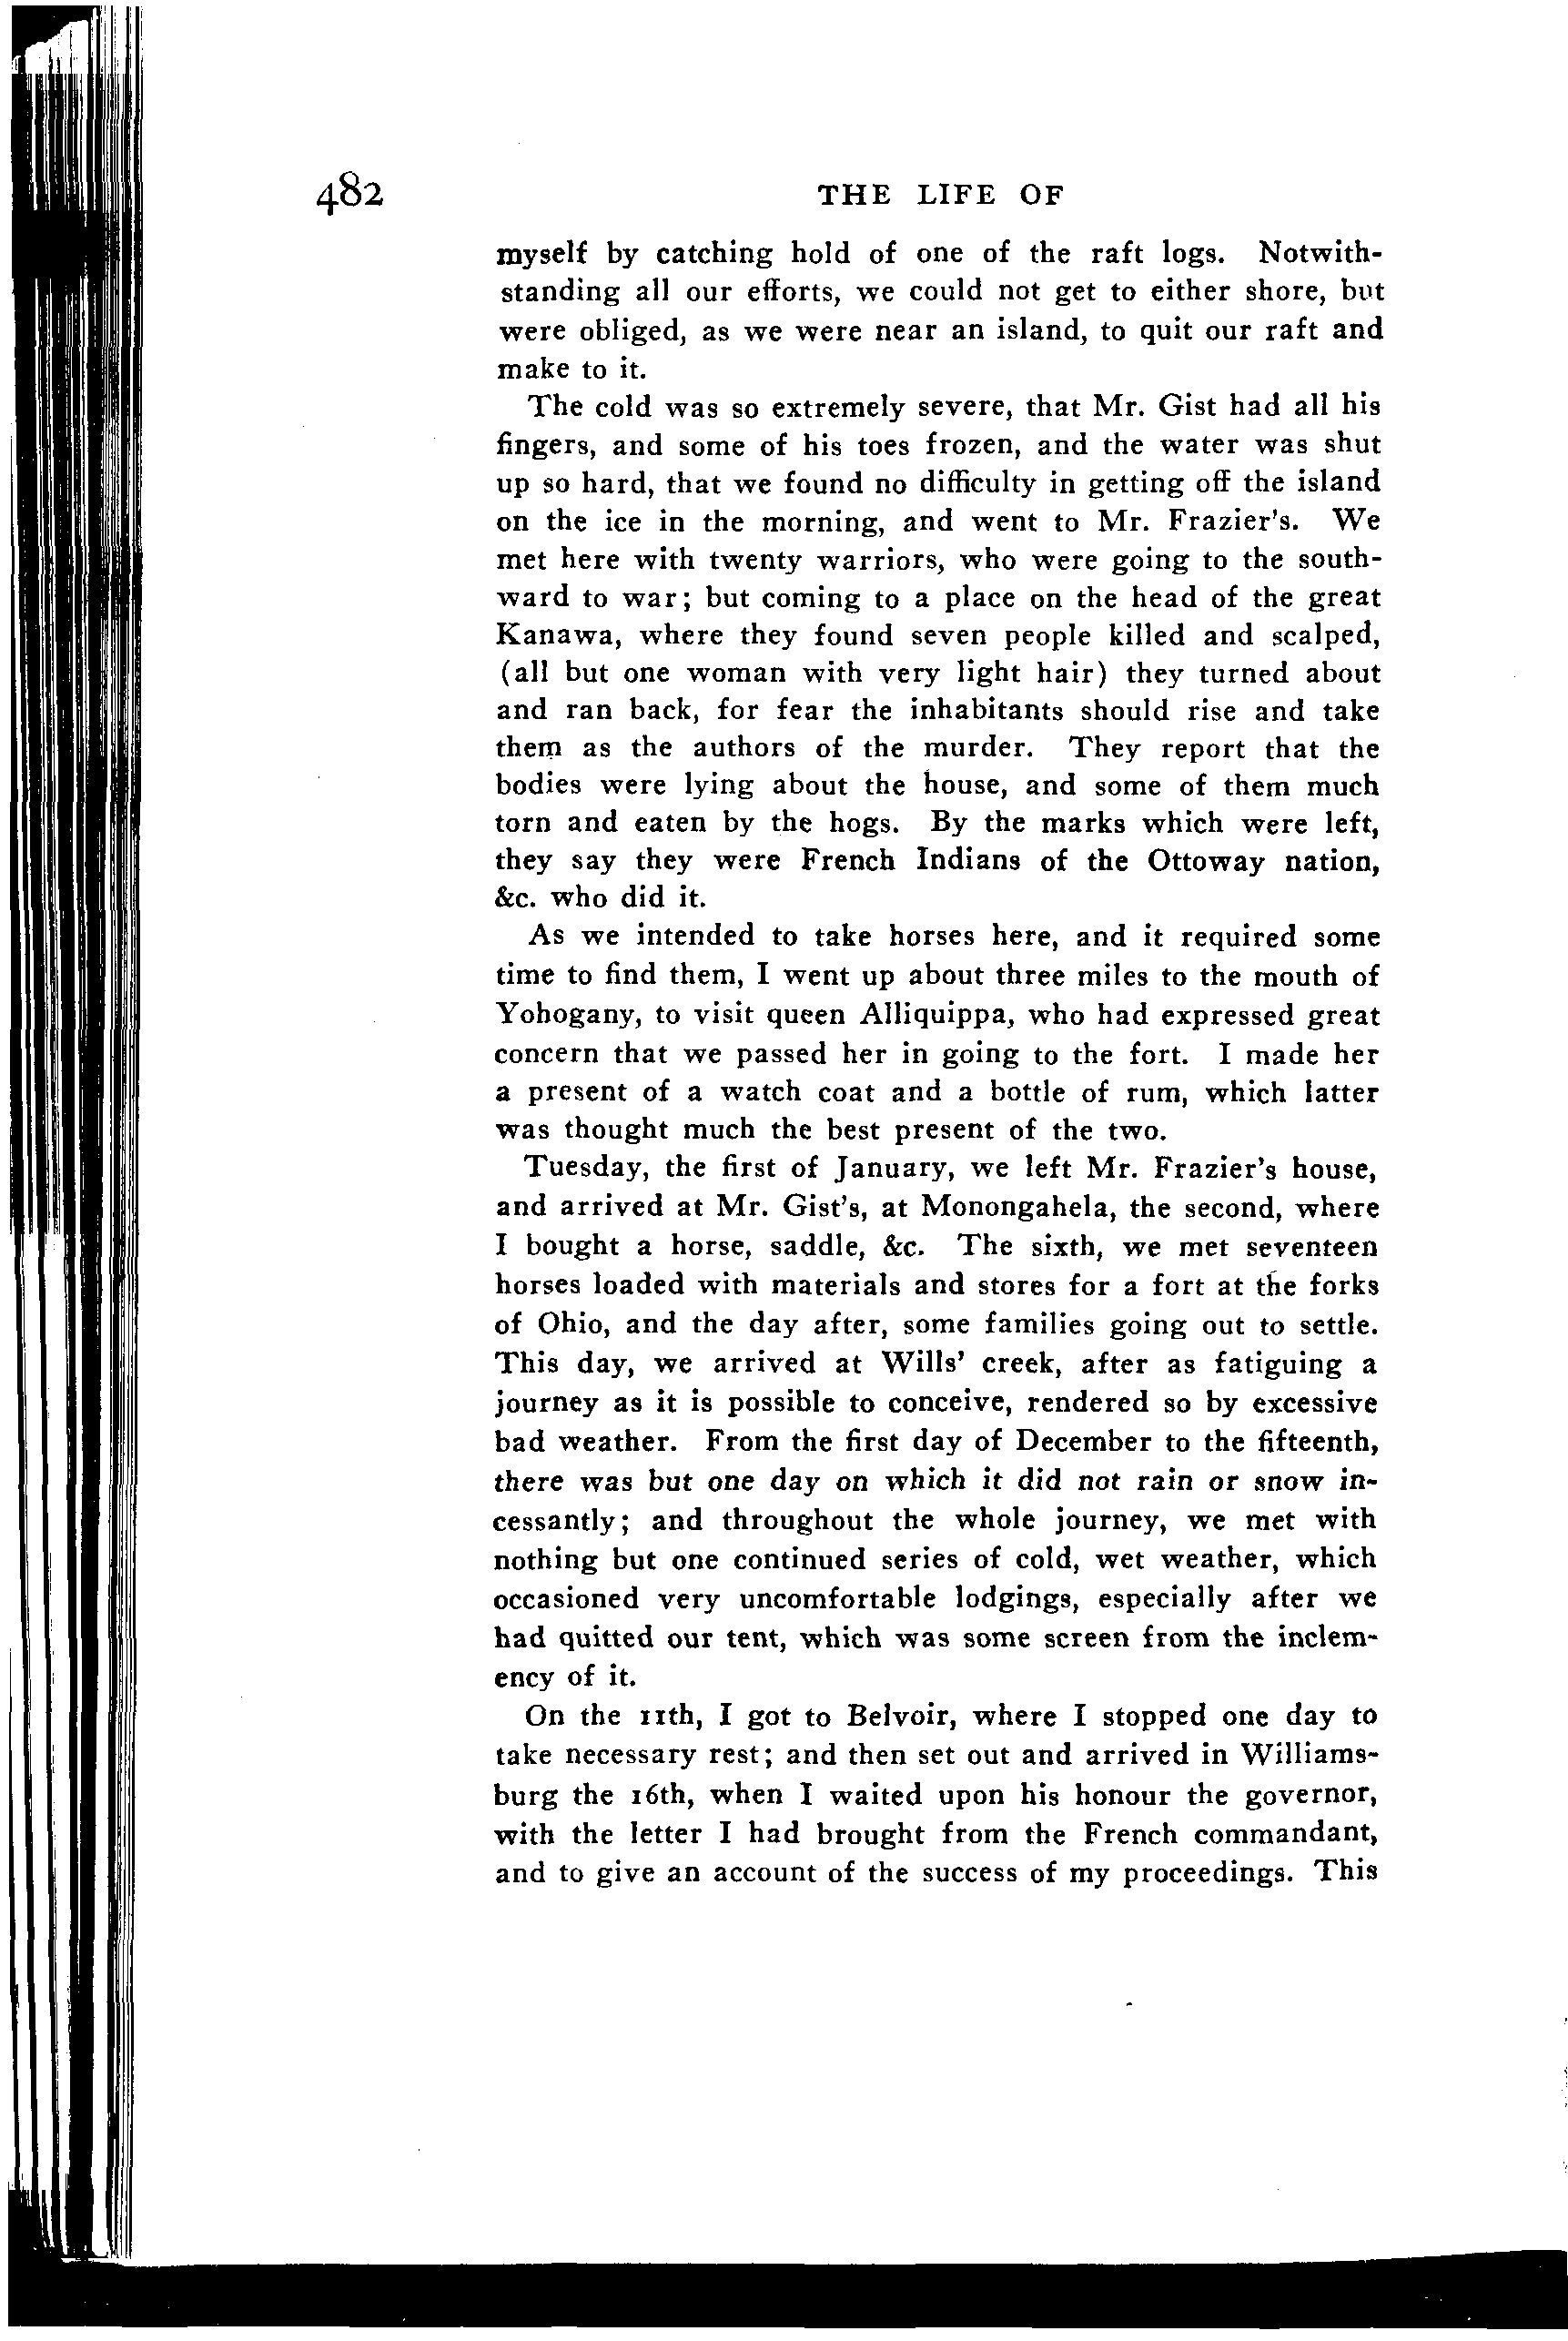 482 THE LIFE OF
myself by catching hold of one of the raft logs. Notwith-
standing all our efforts, we could not get to either shore, but
were obliged, as we were near an island, to quit our raft and
make to it.
The cold was so extremely severe, that Mr. Gist had all his
fingers, and some of his toes frozen, and the water was shut
up so hard, that we found no difficulty in getting off the island
on the ice in the morning, and went to Mr. Frazier's. We
met here with twenty warriors, who were going to the south-
ward to war; but coming to a place on the head of the great
Kanawa, where they found seven people killed and scalped,
(all but one woman with very light hair) they turned about
and ran back, for fear the inhabitants should rise and take
them as the authors of the murder. They report that the
bodies were lying about the house, and some of them much
torn and eaten by the hogs. By the marks which were left,
they say they were French Indians of the Ottoway nation,
&c. who did it.
As we intended to take horses here, and it required some
time to find them, I went up about three miles to the mouth of
Yohogany, to visit queen Alliquippa, who had expressed great
concern that we passed her in going to the fort. I made her
a present of a watch coat and a bottle of rum, which latter
was thought much the best present of the two.
Tuesday, the first of January, we left Mr. Frazier's house,
and arrived at Mr. Gist's, at Monongahela, the second, where
I bought a horse, saddle, &c. The sixth, we met seventeen
horses loaded with materials and stores for a fort at the forks
of Ohio, and the day after, some families going out to settle.
This day, we arrived at Wills' creek, after as fatiguing a
journey as it is possible to conceive, rendered so by excessive
bad weather. From the first day of December to the fifteenth,
there was but one day on which it did not rain or snow in-
cessantly; and throughout the whole journey, we met with
nothing but one continued series of cold, wet weather, which
occasioned very uncomfortable lodgings, especially after we
had quitted our tent, which was some screen from the inclem-
ency of it.
On the 11th, I got to Belvoir, where I stopped one day to
take necessary rest; and then set out and arrived in Williams-
burg the 16th, when I waited upon his honour the governor,
with the letter I had brought from the French commandant,
and to give an account of the success of my proceedings. This